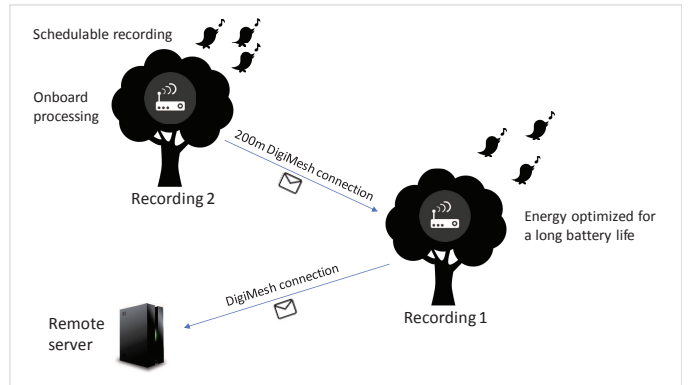 Schedulable recording
Onboard
processing
200m DigiMesh connection
Recording 2
Energy optimized for
a long battery life
DigiMesh connection
Recording 1
Remote
server